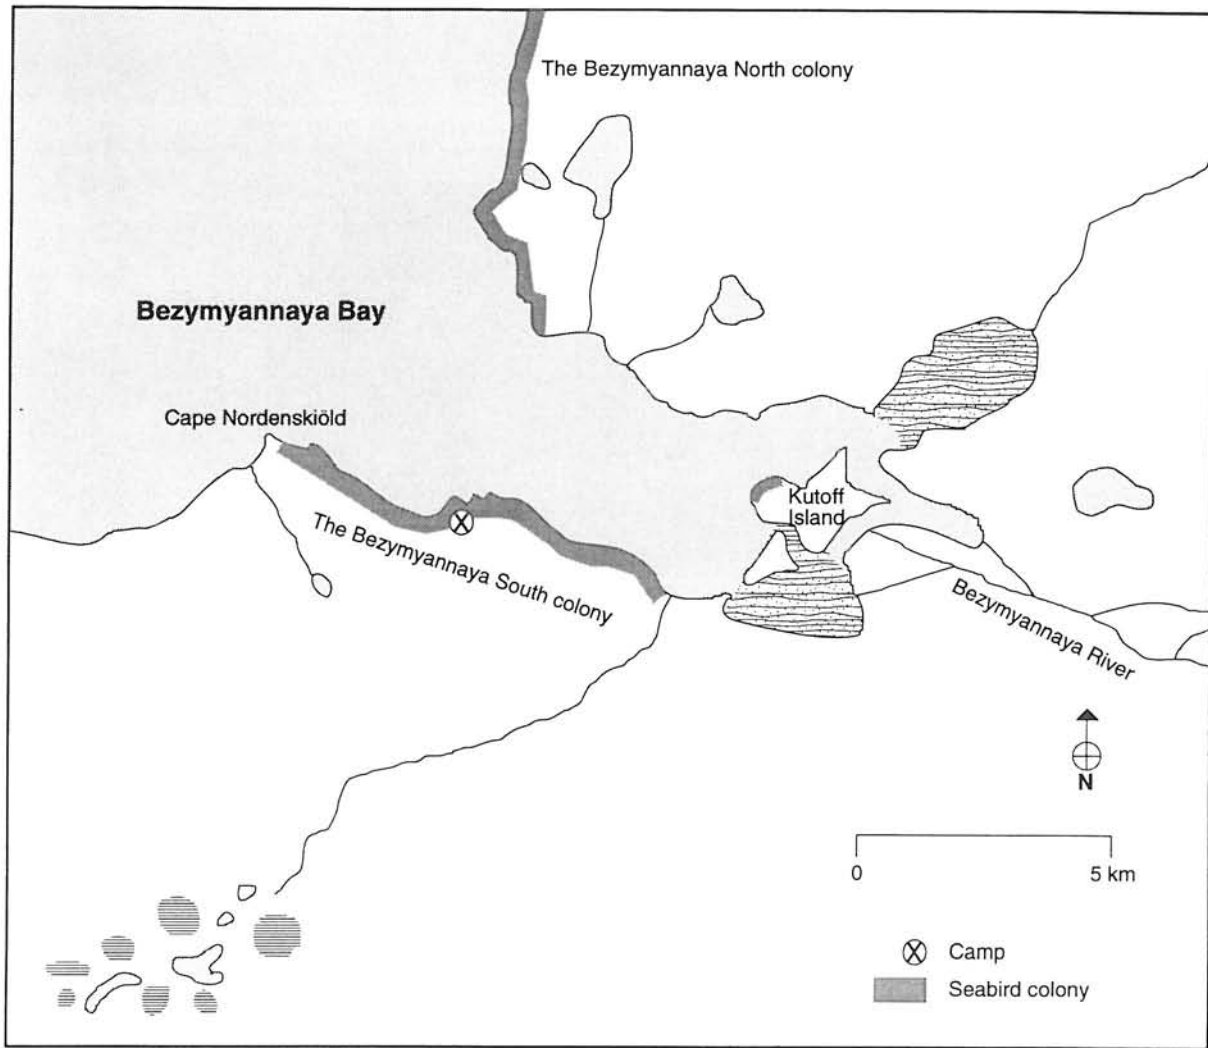 The Bezymyannaya North colony
Bezymyannaya Bay
Cape Nordenskiöld
Kutoff
Island
The Bezymyannaya South colony
Bezymyannaya River
N
0
5 km
Camp
Seabird colony